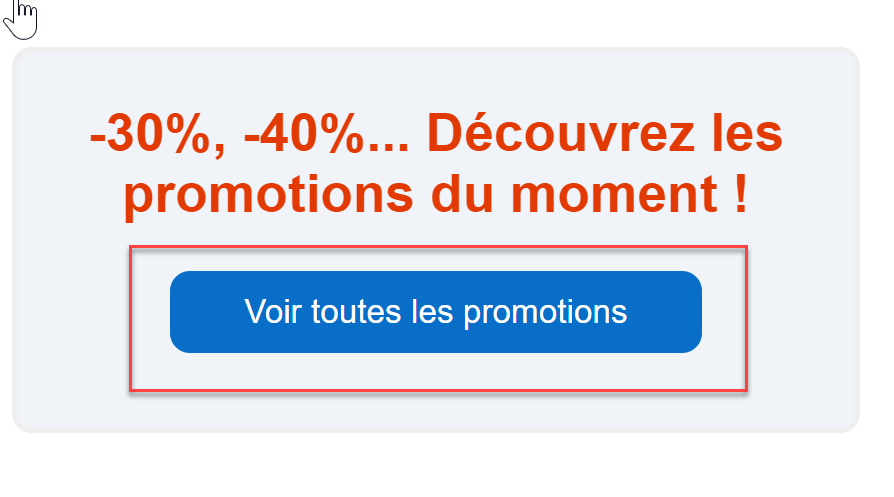 -30%, -40%... Découvrez les
promotions du moment !
Voir toutes les promotions